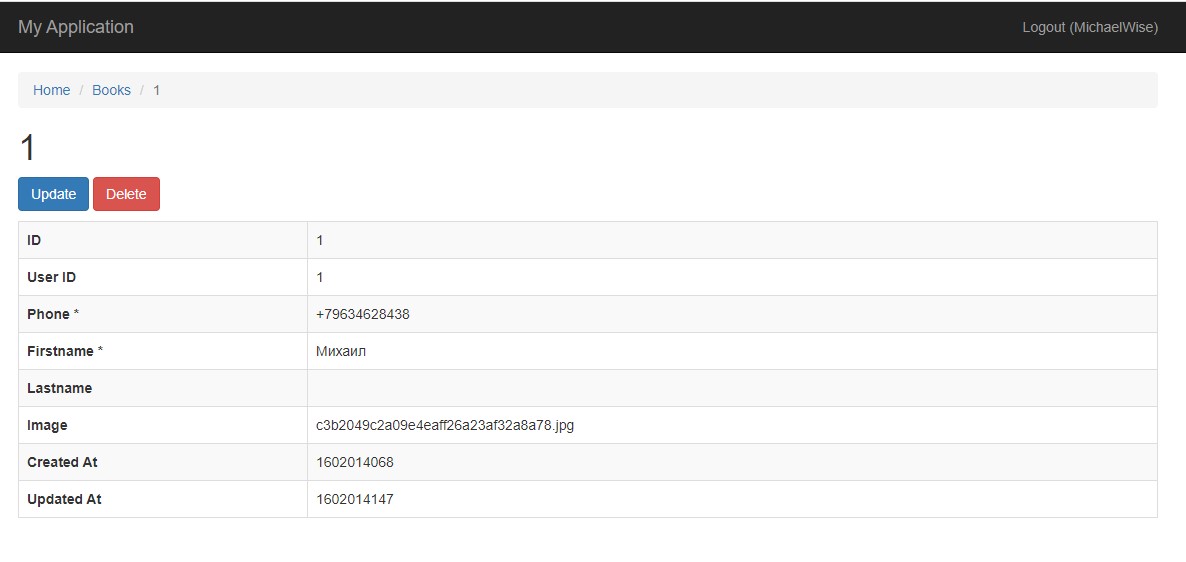 My Application Logout (MichaelWise)
Home / Books / 1
1
Update Delete
ID 1
User ID 1
Phone * +79634628438
Firstname * Михаил
Lastname
Image c3b2049c2a09e4eaff26a23af32a8a78.jpg
Created At 1602014068
Updated At 1602014147